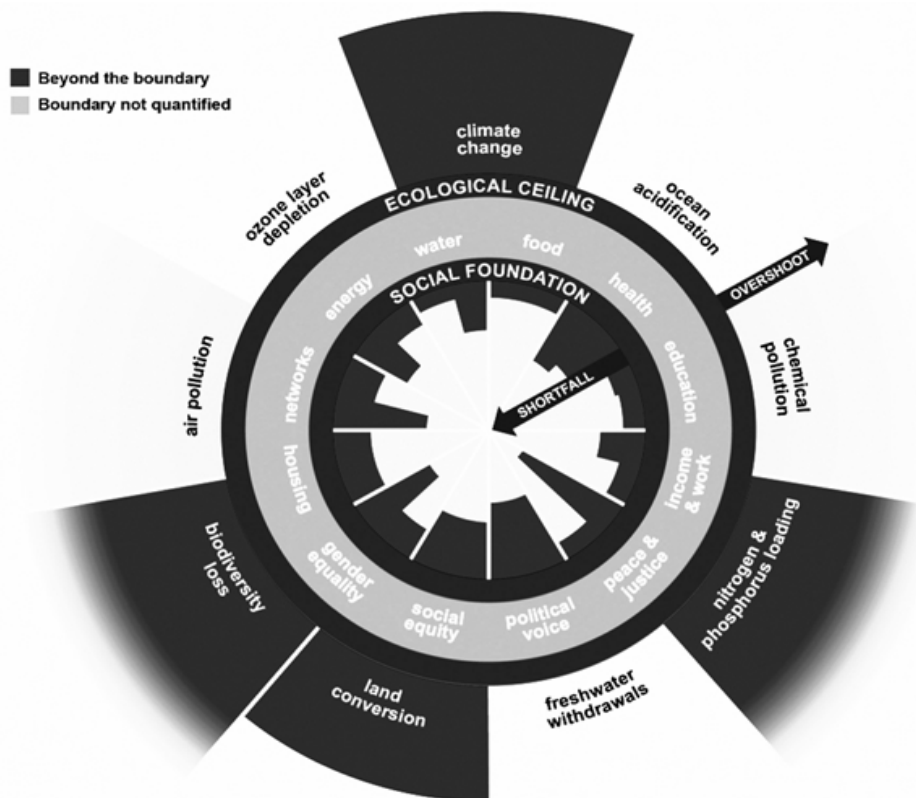 Beyond the boundary
Boundary not quantified
climate
change
ozone layer
depletion
ECOLOGICAL CEILING
ocean
acidification
OVERSHOOT
water
food
energy
SOCIAL FOUNDATION
health
networks
SHORTFALL
education
air pollution
chemical
pollution
housing
income
& work
biodiversity
loss
gender
equality
social
equity
political
voice
peace &
justice
nitrogen &
phosphorus loading
land
conversion
freshwater
withdrawals